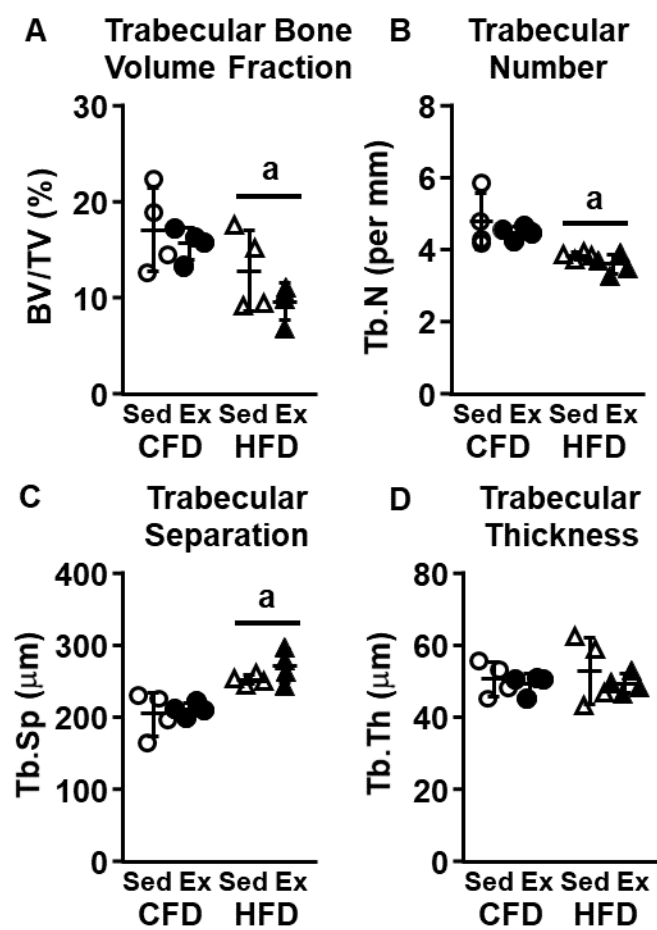 A
Trabecular Bone
Volume Fraction
BV/TV (%)
30
20
10
0
a
Sed Ex Sed Ex
CFD HFD
B
Trabecular
Number
Tb.N (per mm)
8
6
4
2
0
a
Sed Ex Sed Ex
CFD HFD
C
Trabecular
Separation
Tb.Sp (μm)
400
300
200
100
0
a
Sed Ex Sed Ex
CFD HFD
D
Trabecular
Thickness
Tb.Th (μm)
80
60
40
20
0
Sed Ex Sed Ex
CFD HFD